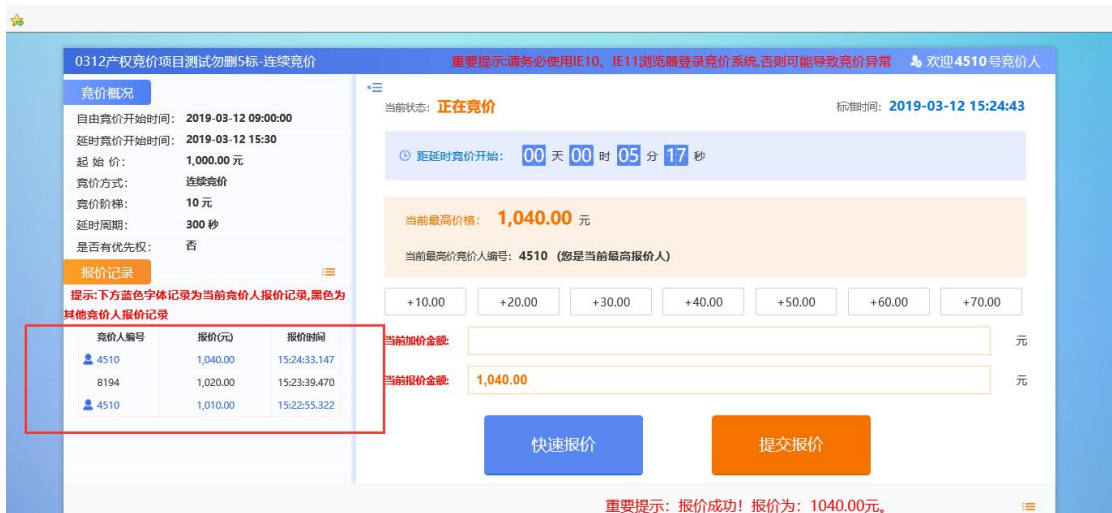 0312产权竞价项目测试勿删5标-连续竞价
重要提示:请务必使用IE10、IE11浏览器登录竞价系统,否则可能导致竞价异常
欢迎4510号竞价人
竞价概况
自由竞价开始时间: 2019-03-12 09:00:00
延时竞价开始时间: 2019-03-12 15:30
起 始 价: 1,000.00 元
竞价方式: 连续竞价
竞价阶梯: 10 元
延时周期: 300 秒
是否有优先权: 否
报价记录
提示:下方蓝色字体记录为当前竞价人报价记录,黑色为
其他竞价人报价记录
竞价人编号 报价(元) 报价时间
4510 1,040.00 15:24:33.147
8194 1,020.00 15:23:39.470
4510 1,010.00 15:22:55.322
当前状态: 正在竞价
标准时间: 2019-03-12 15:24:43
距延时竞价开始: 00 天 00 时 05 分 17 秒
当前最高价格: 1,040.00 元
当前最高价竞价人编号: 4510 (您是当前最高报价人)
+10.00 +20.00 +30.00 +40.00 +50.00 +60.00 +70.00
当前加价金额: 元
当前报价金额: 1,040.00 元
快速报价 提交报价
重要提示: 报价成功! 报价为: 1040.00元。